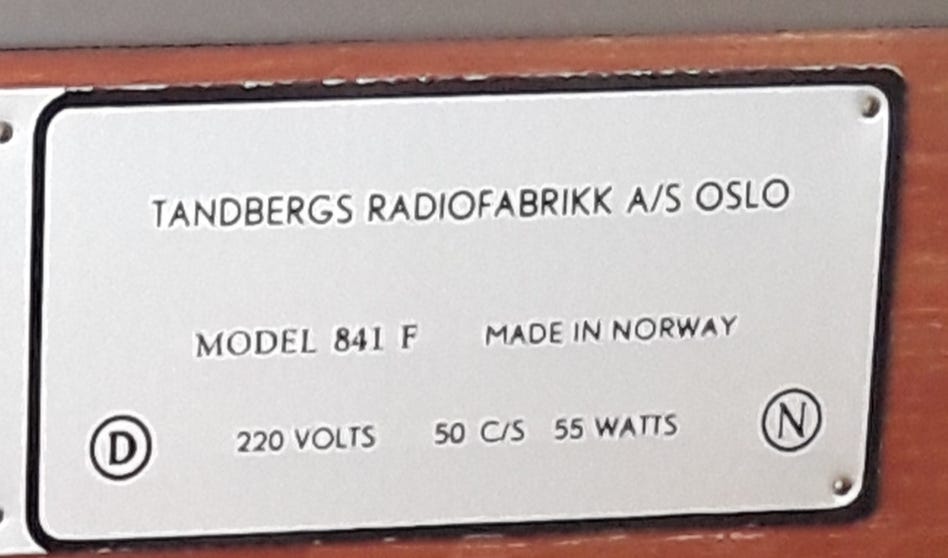 TANDBERGS RADIOFABRIKK A/S OSLO
MODEL 841 F MADE IN NORWAY
D 220 VOLTS 50 C/S 55 WATTS N